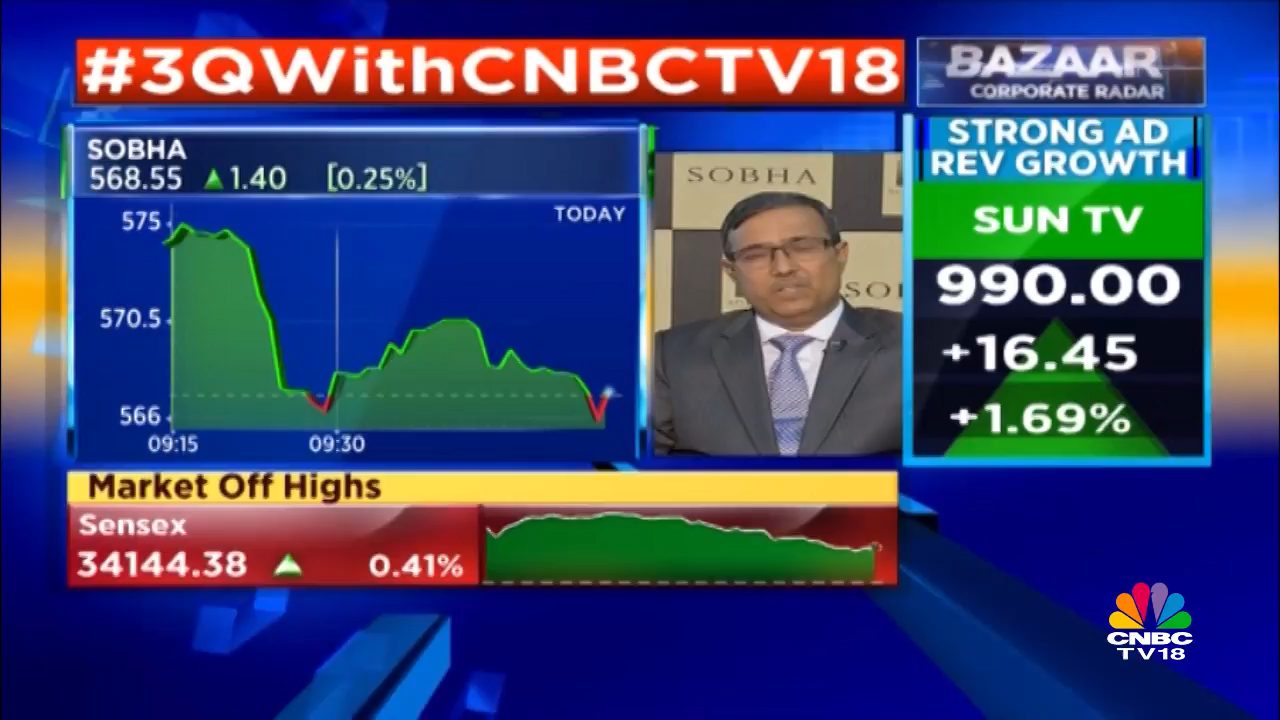 #3QWithCNBCTV18
BAZAAR
CORPORATE RADAR
SOBHA
568.55 ▲1.40 [0.25%]
TODAY
575
570.5
566
09:15 09:30
SOBHA
SO
STRONG AD
REV GROWTH
SUN TV
990.00
+16.45
+1.69%
Market Off Highs
Sensex
34144.38 ▲ 0.41%
CNBC
TV18